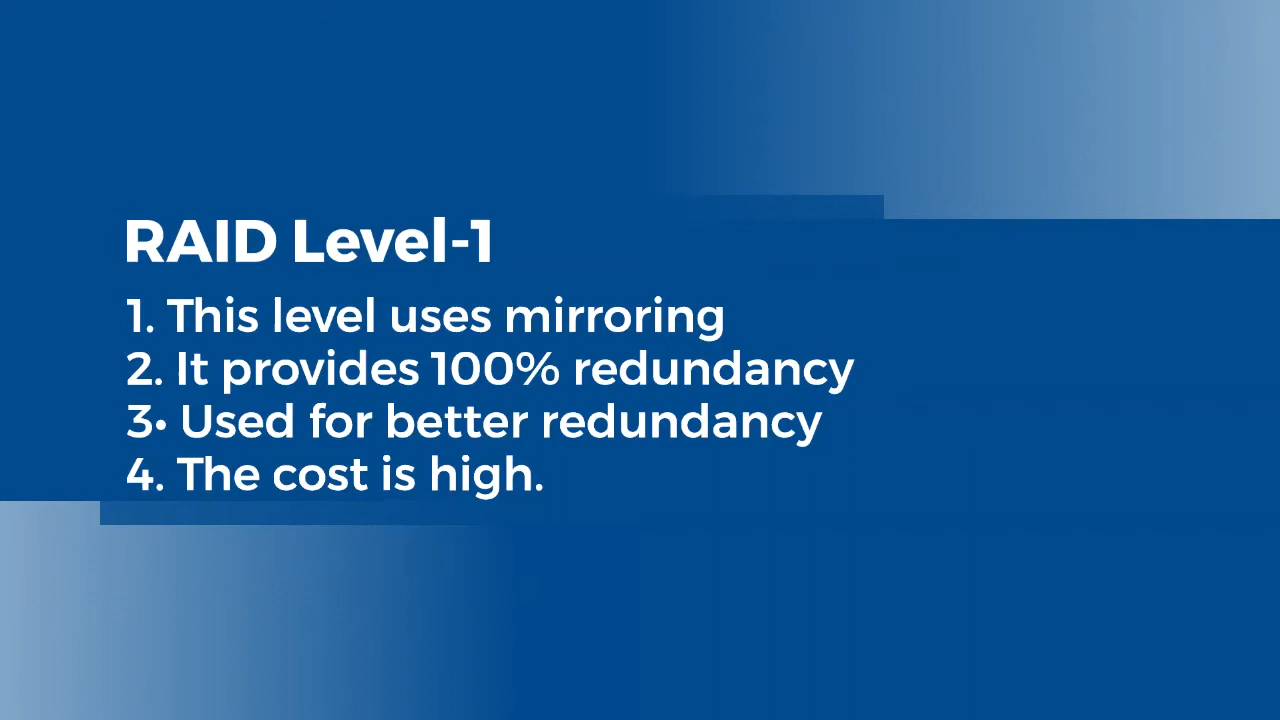 RAID Level-1
1. This level uses mirroring
2. It provides 100% redundancy
3• Used for better redundancy
4. The cost is high.